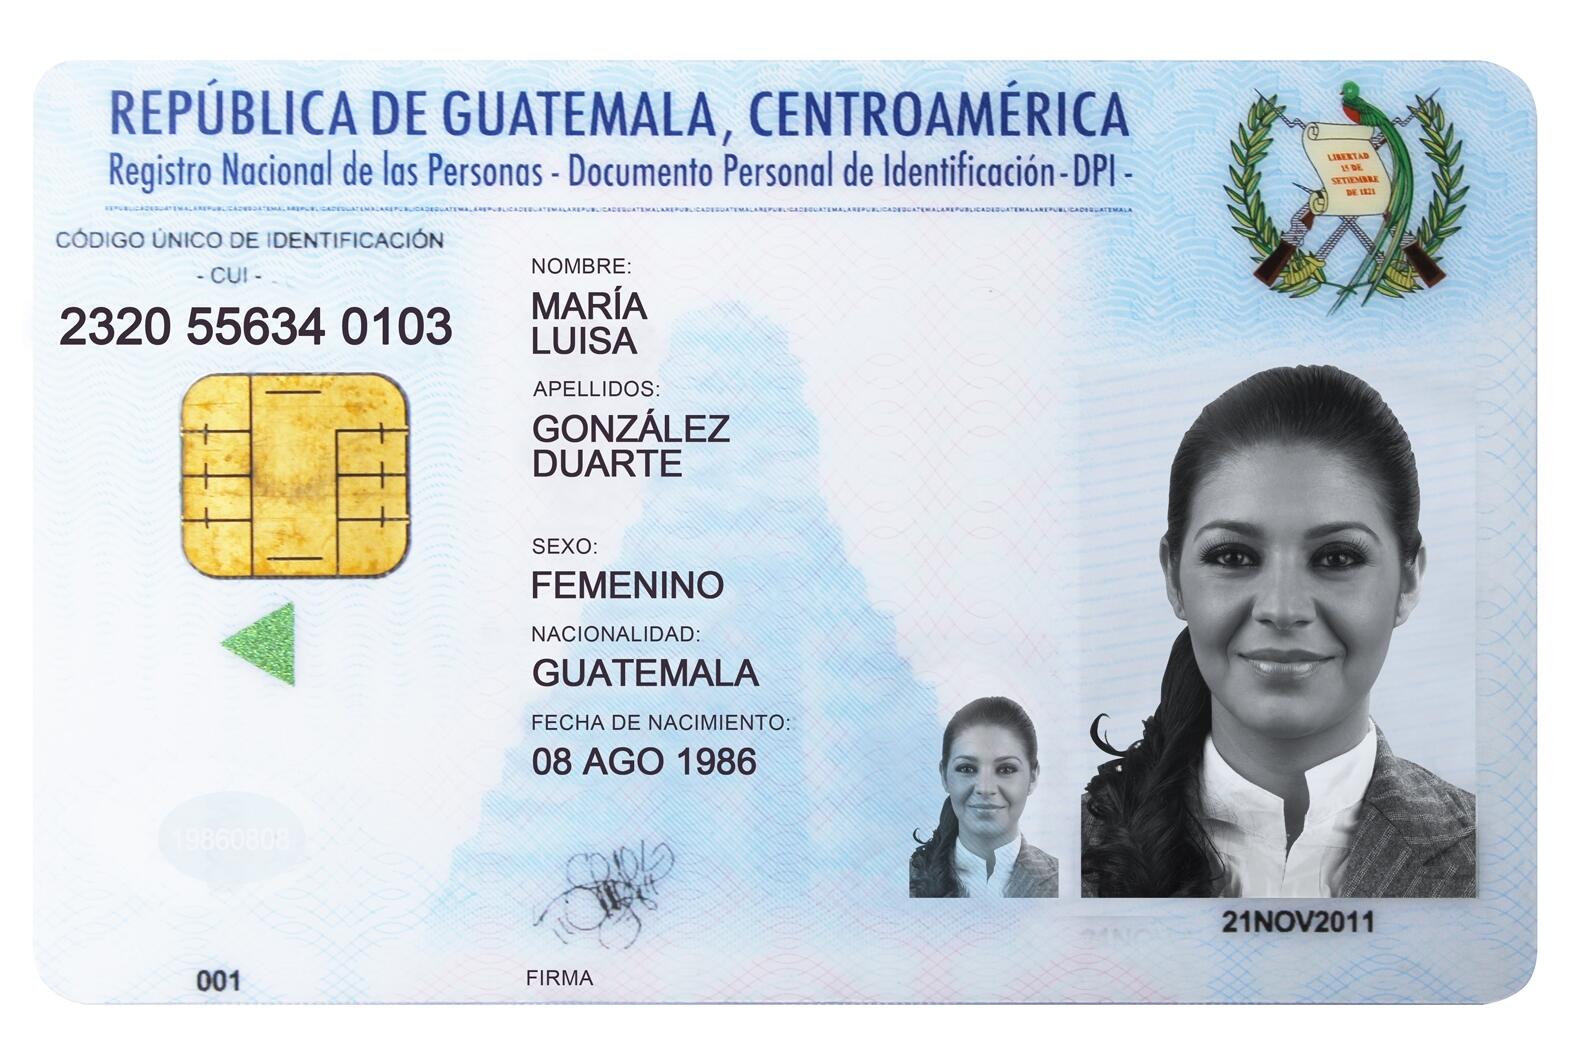 REPÚBLICA DE GUATEMALA, CENTROAMÉRICA
Registro Nacional de las Personas - Documento Personal de Identificación - DPI -
LIBERTAD
15 DE
SETIEMBRE
DE 1821
CÓDIGO ÚNICO DE IDENTIFICACIÓN
- CUI -
2320 55634 0103
NOMBRE:
MARÍA
LUISA
APELLIDOS:
GONZÁLEZ
DUARTE
SEXO:
FEMENINO
NACIONALIDAD:
GUATEMALA
FECHA DE NACIMIENTO:
08 AGO 1986
19860808
21NOV2011
001
FIRMA